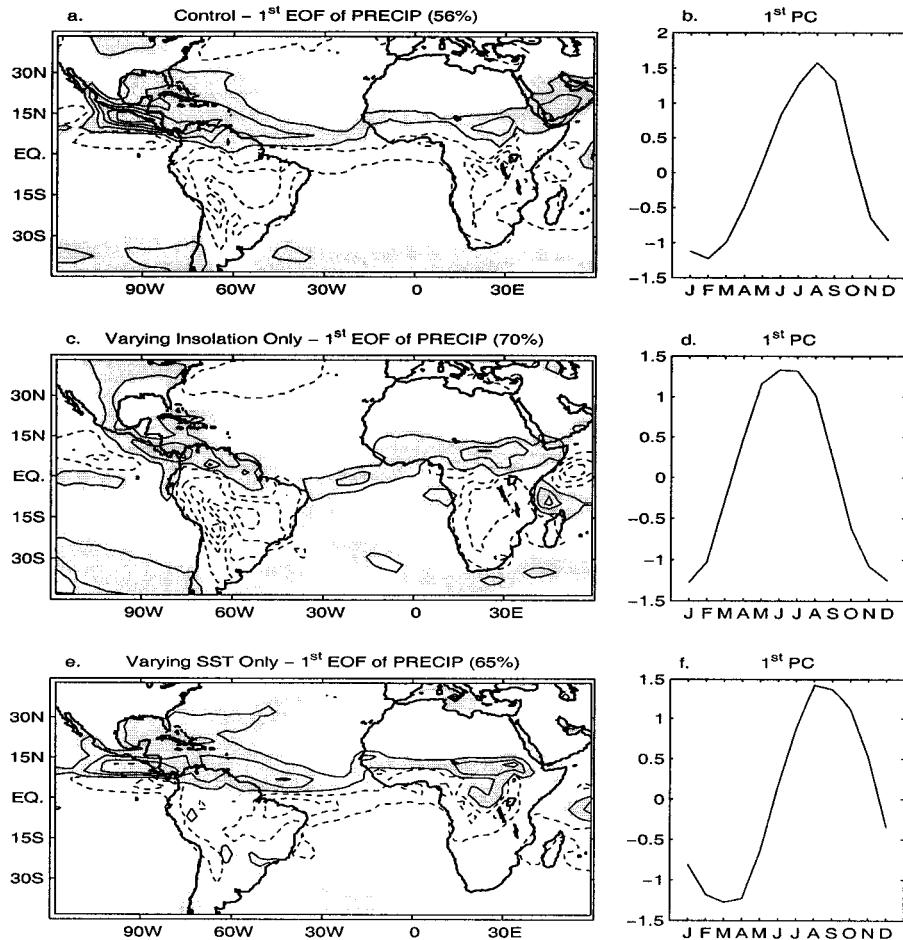 a. Control – 1st EOF of PRECIP (56%)
30N
15N
EQ.
15S
30S
90W 60W 30W 0 30E
b. 1st PC
2
1.5
1
0.5
0
−0.5
−1
−1.5
J F M A M J J A S O N D
c. Varying Insolation Only – 1st EOF of PRECIP (70%)
30N
15N
EQ.
15S
30S
90W 60W 30W 0 30E
d. 1st PC
1.5
1
0.5
0
−0.5
−1
−1.5
J F M A M J J A S O N D
e. Varying SST Only – 1st EOF of PRECIP (65%)
30N
15N
EQ.
15S
30S
90W 60W 30W 0 30E
f. 1st PC
1.5
1
0.5
0
−0.5
−1
−1.5
J F M A M J J A S O N D